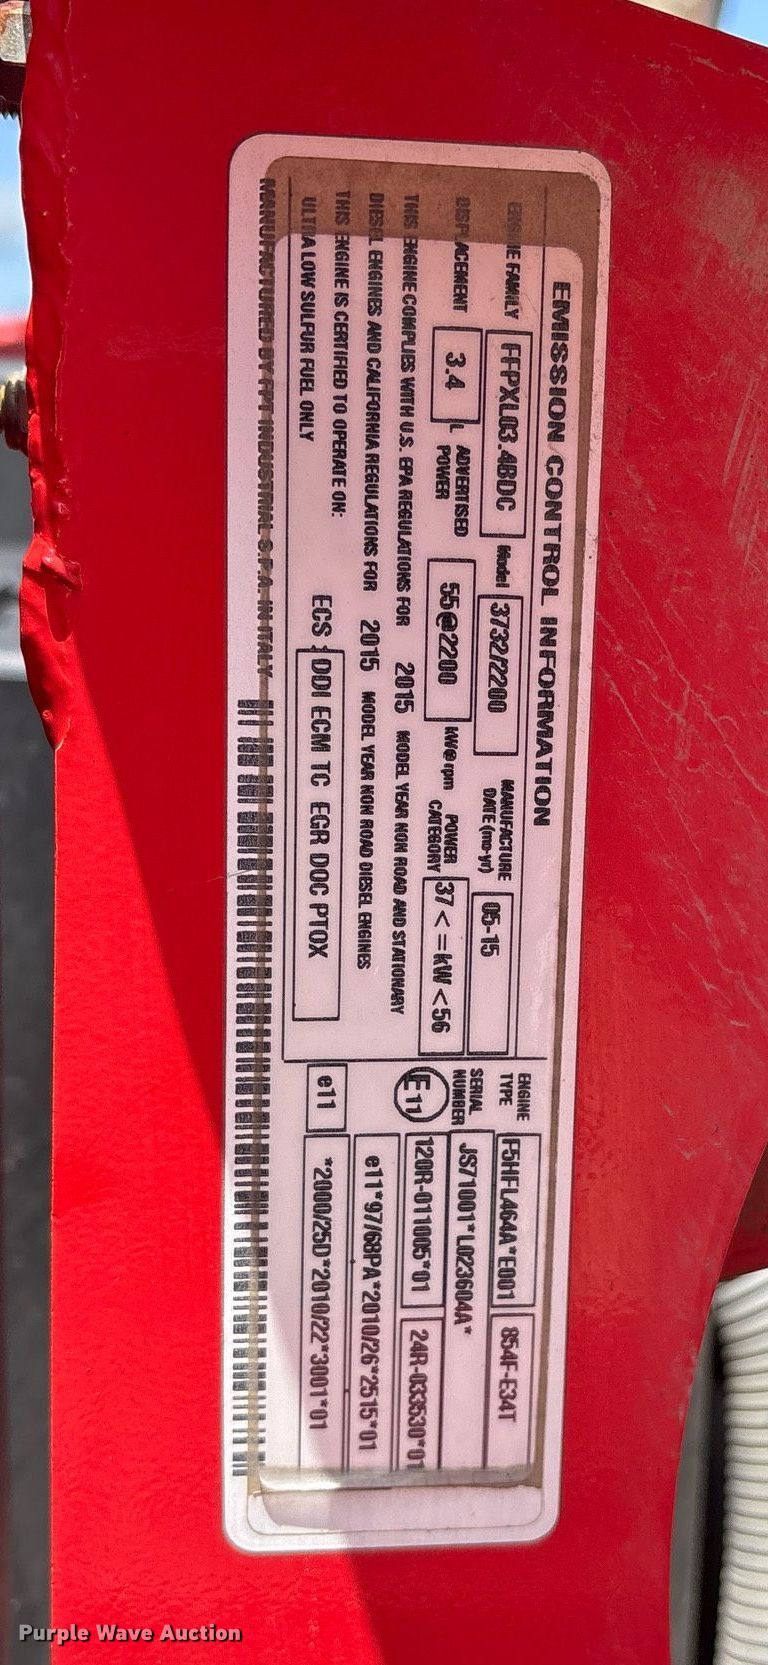 EMISSION CONTROL INFORMATION
ENGINE FAMILY FFPXL03.4BDC Model 3732/2200 MANUFACTURE DATE (mo-yr) 05-15
DISPLACEMENT 3.4 L ADVERTISED POWER 55@2200 kW@rpm POWER CATEGORY 37 < = kW < 56
THIS ENGINE COMPLIES WITH U.S. EPA REGULATIONS FOR 2015 MODEL YEAR NON ROAD AND STATIONARY
DIESEL ENGINES AND CALIFORNIA REGULATIONS FOR 2015 MODEL YEAR NON ROAD DIESEL ENGINES
THIS ENGINE IS CERTIFIED TO OPERATE ON:
ULTRA LOW SULFUR FUEL ONLY
ECS : DDI ECM TC EGR DOC PTOX
MANUFACTURED BY FPT INDUSTRIAL S.P.A. IN ITALY
ENGINE TYPE F5HFL464A*E001 854F-E34T
SERIAL NUMBER JS71001*L023604A*
E 11 120R-011005*01 24R-033530*01
e11*97/68PA*2010/26*2515*01
e11 *2000/25D*2010/22*3001*01
Purple Wave Auction